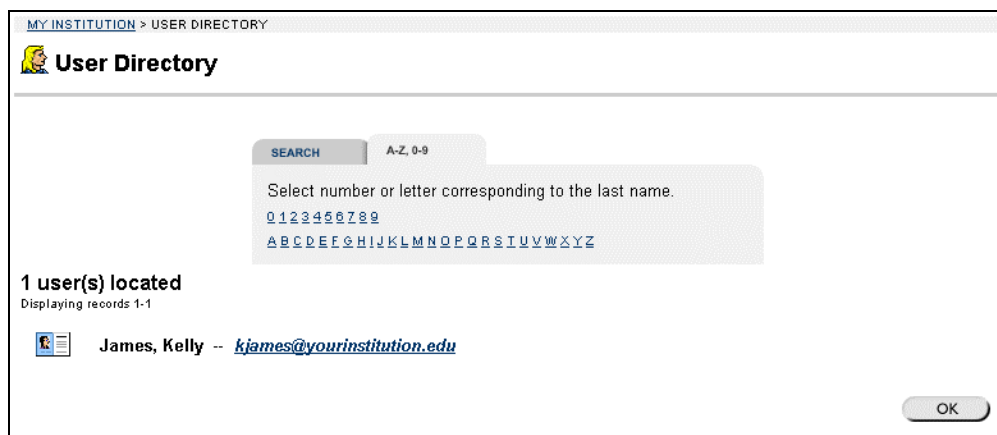 MY INSTITUTION > USER DIRECTORY
User Directory
SEARCH A-Z, 0-9
Select number or letter corresponding to the last name.
0 1 2 3 4 5 6 7 8 9
A B C D E F G H I J K L M N O P Q R S T U V W X Y Z
1 user(s) located
Displaying records 1-1
James, Kelly -- kjames@yourinstitution.edu
OK